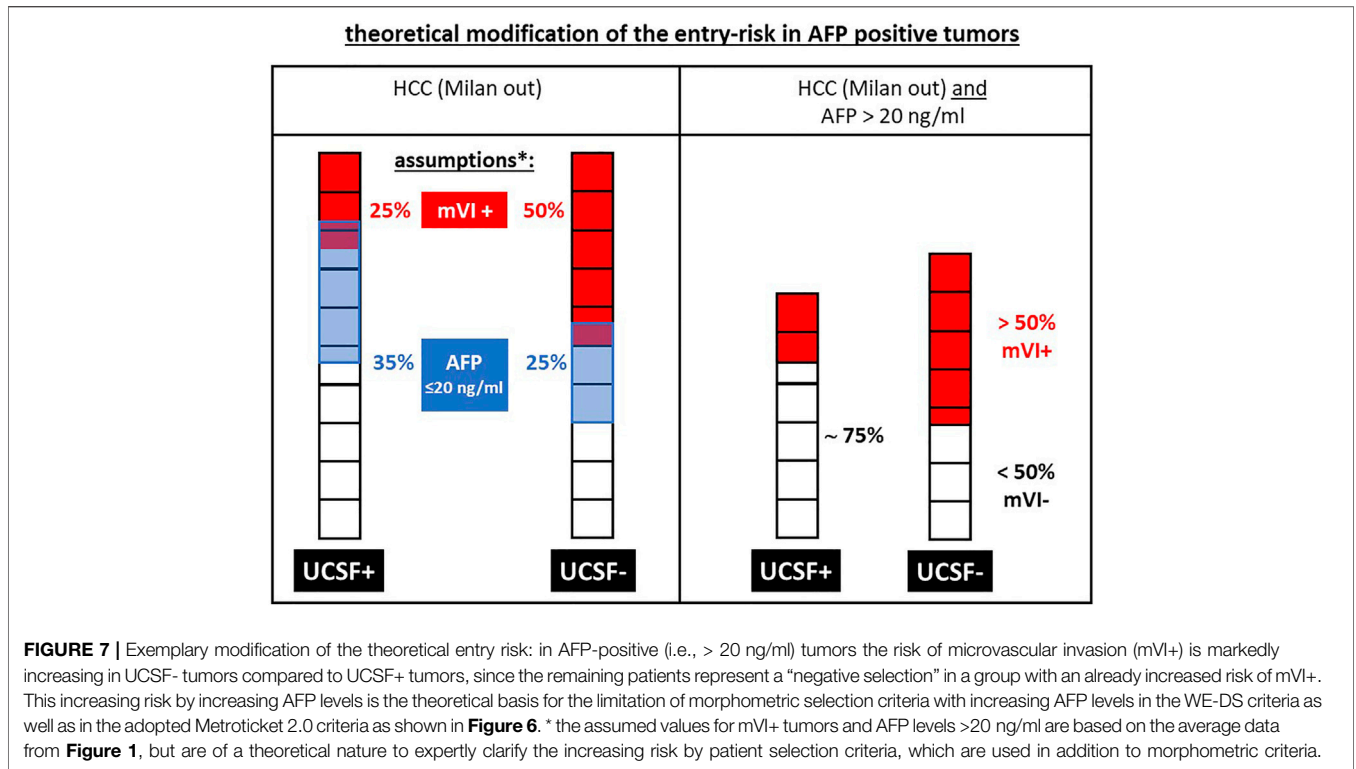 theoretical modification of the entry-risk in AFP positive tumors
HCC (Milan out)
HCC (Milan out) and
AFP > 20 ng/ml
assumptions*:
25%
mVI +
50%
35%
AFP
≤20 ng/ml
25%
UCSF+
UCSF-
> 50%
mVI+
~ 75%
< 50%
mVI-
UCSF+
UCSF-
FIGURE 7 | Exemplary modification of the theoretical entry risk: in AFP-positive (i.e., > 20 ng/ml) tumors the risk of microvascular invasion (mVI+) is markedly
increasing in UCSF- tumors compared to UCSF+ tumors, since the remaining patients represent a “negative selection” in a group with an already increased risk of mVI+.
This increasing risk by increasing AFP levels is the theoretical basis for the limitation of morphometric selection criteria with increasing AFP levels in the WE-DS criteria as
well as in the adopted Metroticket 2.0 criteria as shown in Figure 6. * the assumed values for mVI+ tumors and AFP levels >20 ng/ml are based on the average data
from Figure 1, but are of a theoretical nature to expertly clarify the increasing risk by patient selection criteria, which are used in addition to morphometric criteria.